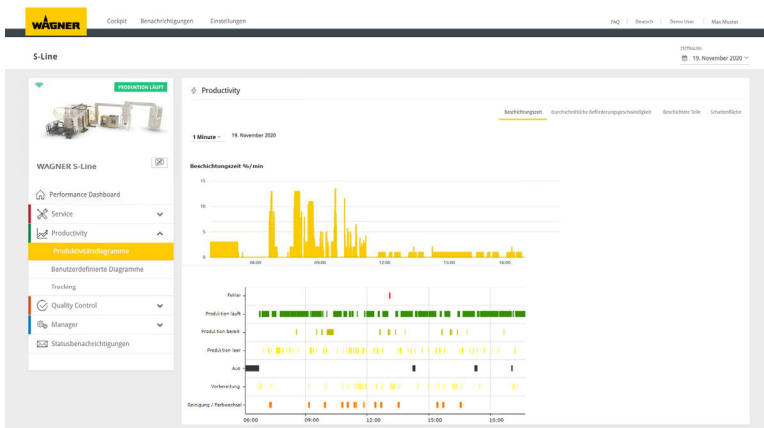 WAGNER
Cockpit Benachrichtigungen Einstellungen
FAQ Deutsch Demo User Max Muster
S-Line
ZEITRAUM:
19. November 2020
PRODUKTION LÄUFT
WAGNER S-Line
Performance Dashboard
Service
Productivity
Produktivitätsdiagramme
Benutzerdefinierte Diagramme
Tracking
Quality Control
Manager
Statusbenachrichtigungen
Productivity
Beschichtungszeit Durchschnittliche Beförderungsgeschwindigkeit Beschichtete Teile Schattenfläche
1 Minute 19. November 2020
Beschichtungszeit %/min
15
10
5
0
06:00 09:00 12:00 15:00 16:00
Fehler
Produktion läuft
Produktion bereit
Produktion leer
Aus
Vorbereitung
Reinigung / Farbwechsel
06:00 09:00 12:00 15:00 16:00